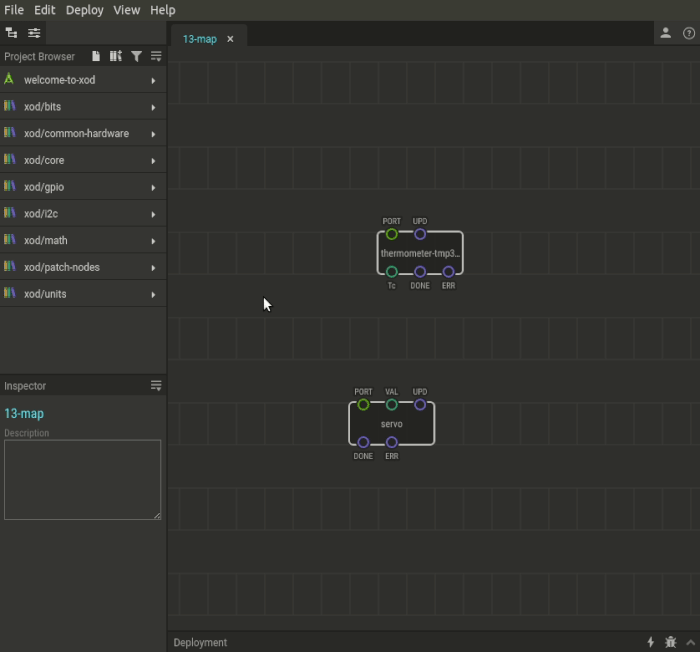 File Edit Deploy View Help
13-map
Project Browser
welcome-to-xod
xod/bits
xod/common-hardware
xod/core
xod/gpio
xod/i2c
xod/math
xod/patch-nodes
xod/units
Inspector
13-map
Description
PORT UPD
thermometer-tmp3...
Tc DONE ERR
PORT VAL UPD
servo
DONE ERR
Deployment